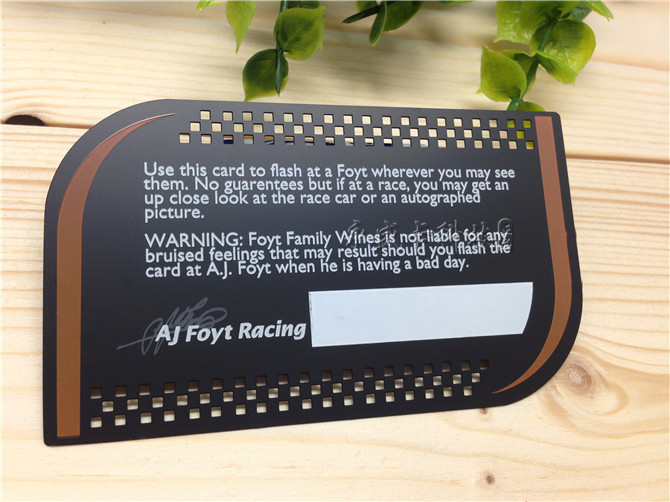 Use this card to flash at a Foyt wherever you may see
them. No guarentees but if at a race, you may get an
up close look at the race car or an autographed
picture.
WARNING: Foyt Family Wines is not liable for any
bruised feelings that may result should you flash the
card at A.J. Foyt when he is having a bad day.
AJ Foyt Racing